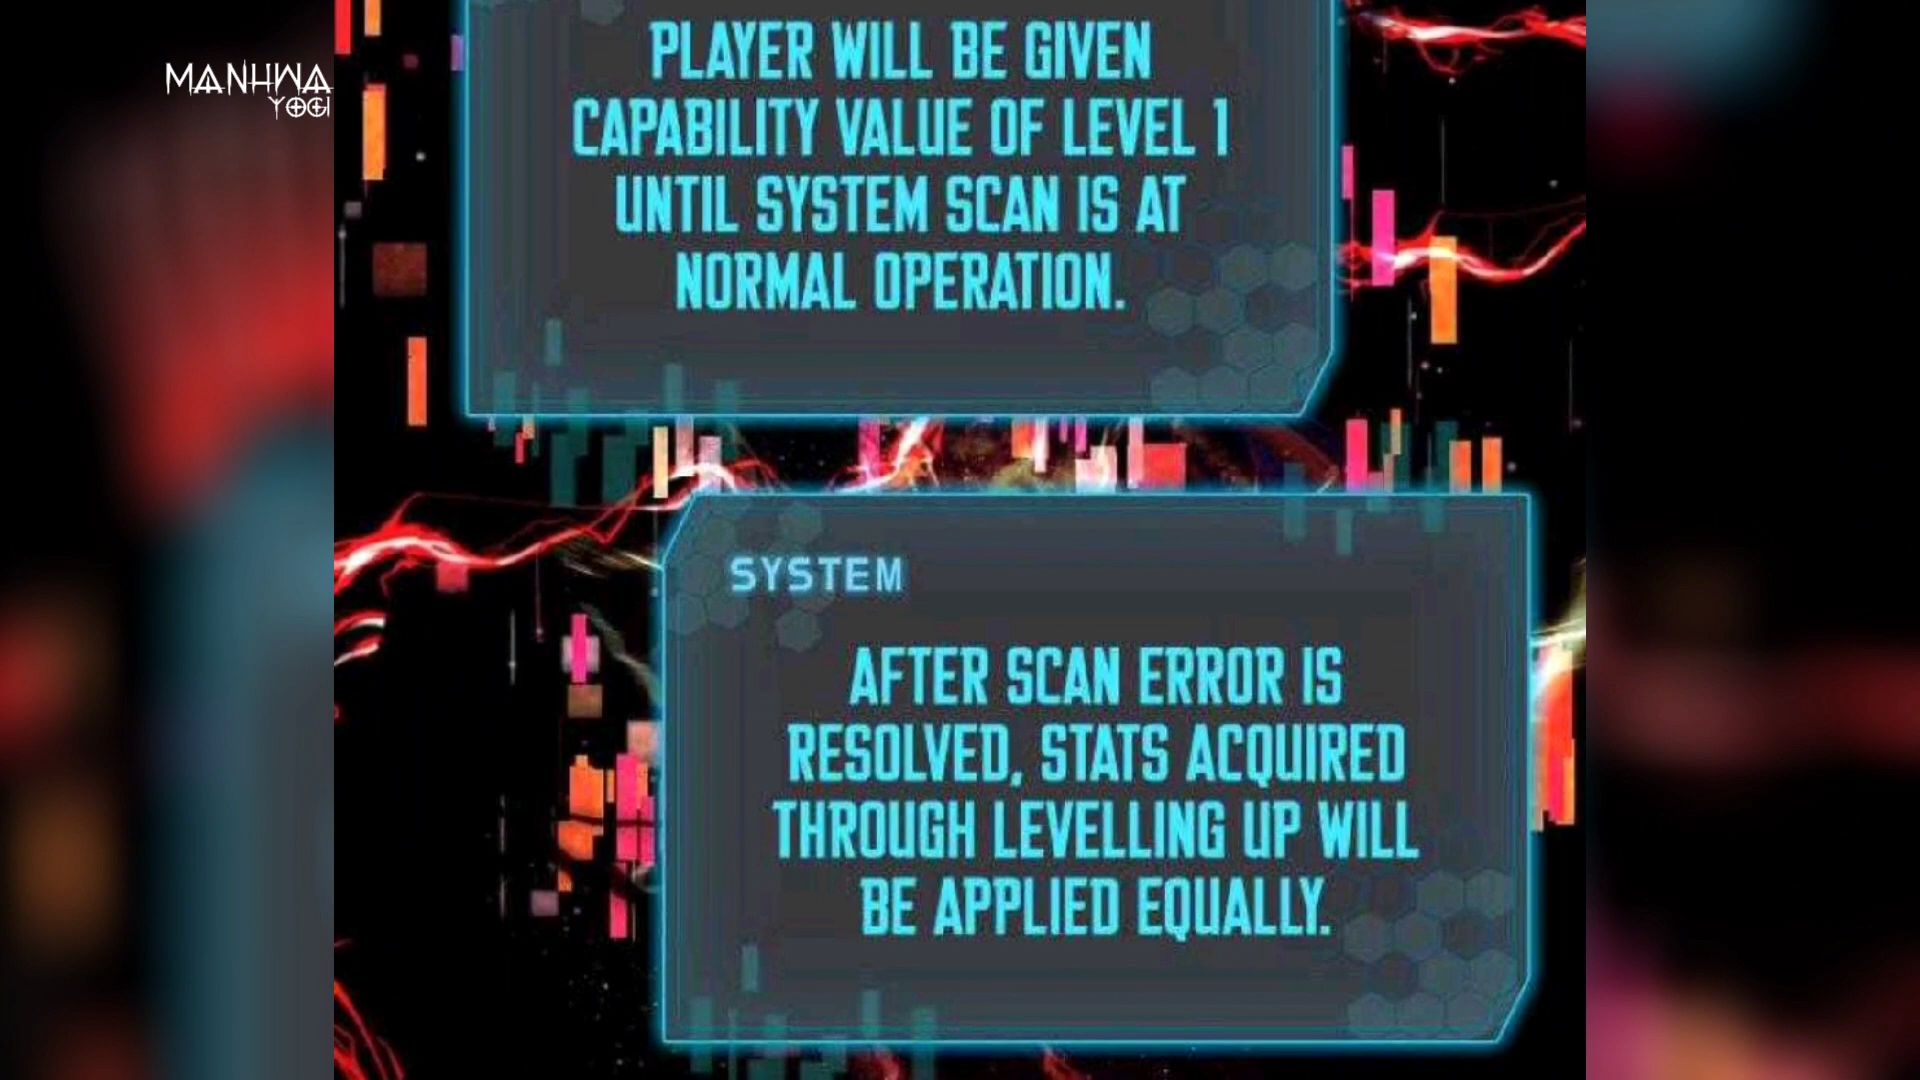 MANHWA
YOGI
PLAYER WILL BE GIVEN
CAPABILITY VALUE OF LEVEL 1
UNTIL SYSTEM SCAN IS AT
NORMAL OPERATION.
SYSTEM
AFTER SCAN ERROR IS
RESOLVED, STATS ACQUIRED
THROUGH LEVELLING UP WILL
BE APPLIED EQUALLY.